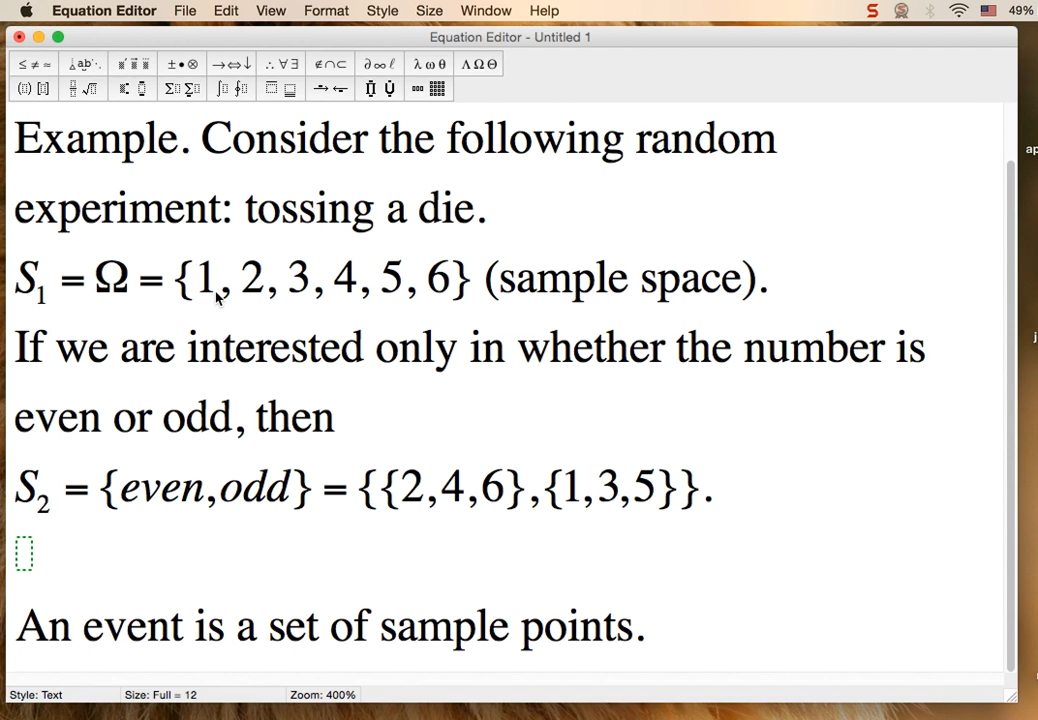 Equation Editor File Edit View Format Style Size Window Help 49%
Equation Editor - Untitled 1
≤ ≠ ≈ ± • ⊗ →⇔↓ ∴ ∀ ∃ ∉ ∩ ⊂ ∂ ∞ ℓ λ ω θ Λ Ω Θ
Example. Consider the following random
ap
experiment: tossing a die.
S₁ = Ω = {1, 2, 3, 4, 5, 6} (sample space).
If we are interested only in whether the number is
j
even or odd, then
S₂ = {even,odd} = {{2,4,6},{1,3,5}}.
An event is a set of sample points.
Style: Text Size: Full = 12 Zoom: 400%